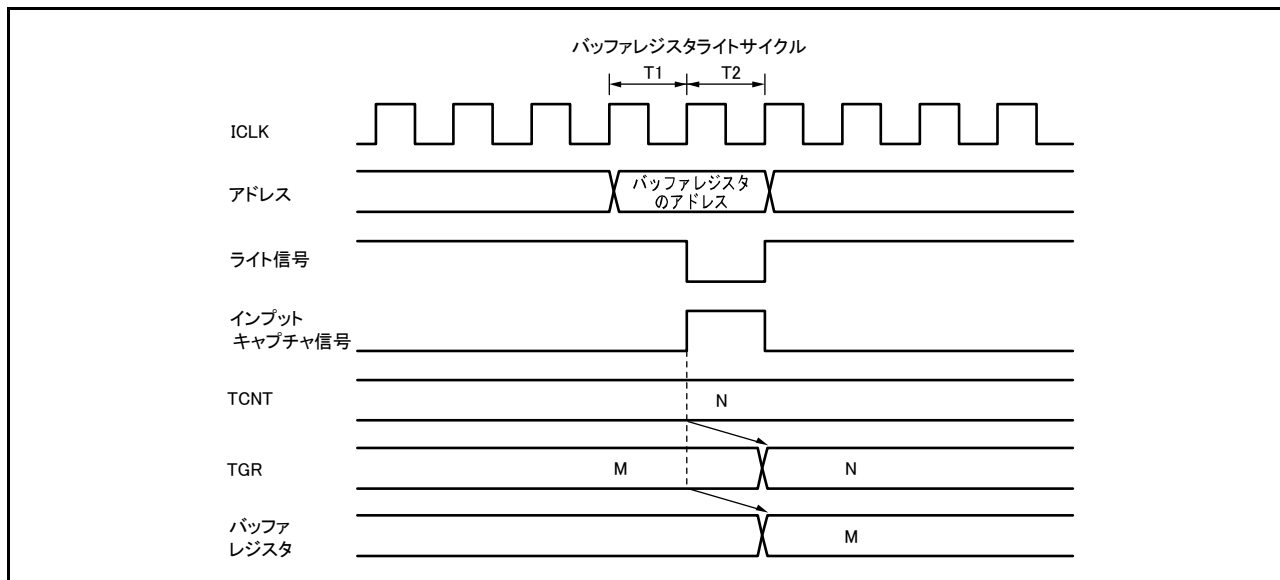 バッファレジスタライトサイクル
T1 T2
ICLK
アドレス
バッファレジスタ
のアドレス
ライト信号
インプット
キャプチャ信号
TCNT
N
TGR
M N
バッファ
レジスタ
M